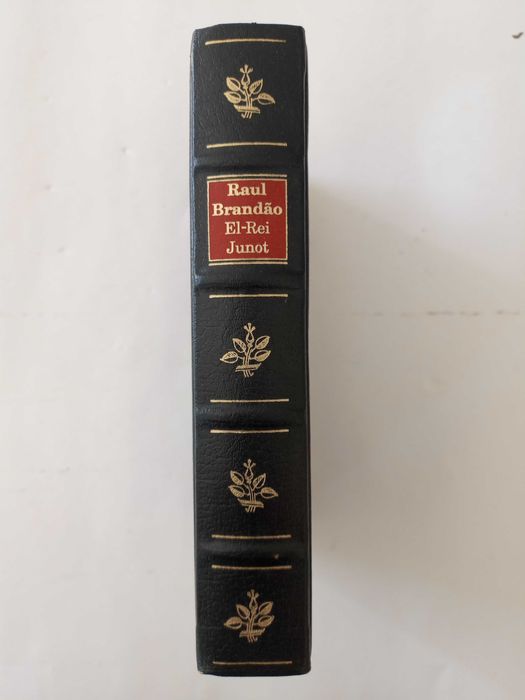 Raul
Brandão
El-Rei
Junot